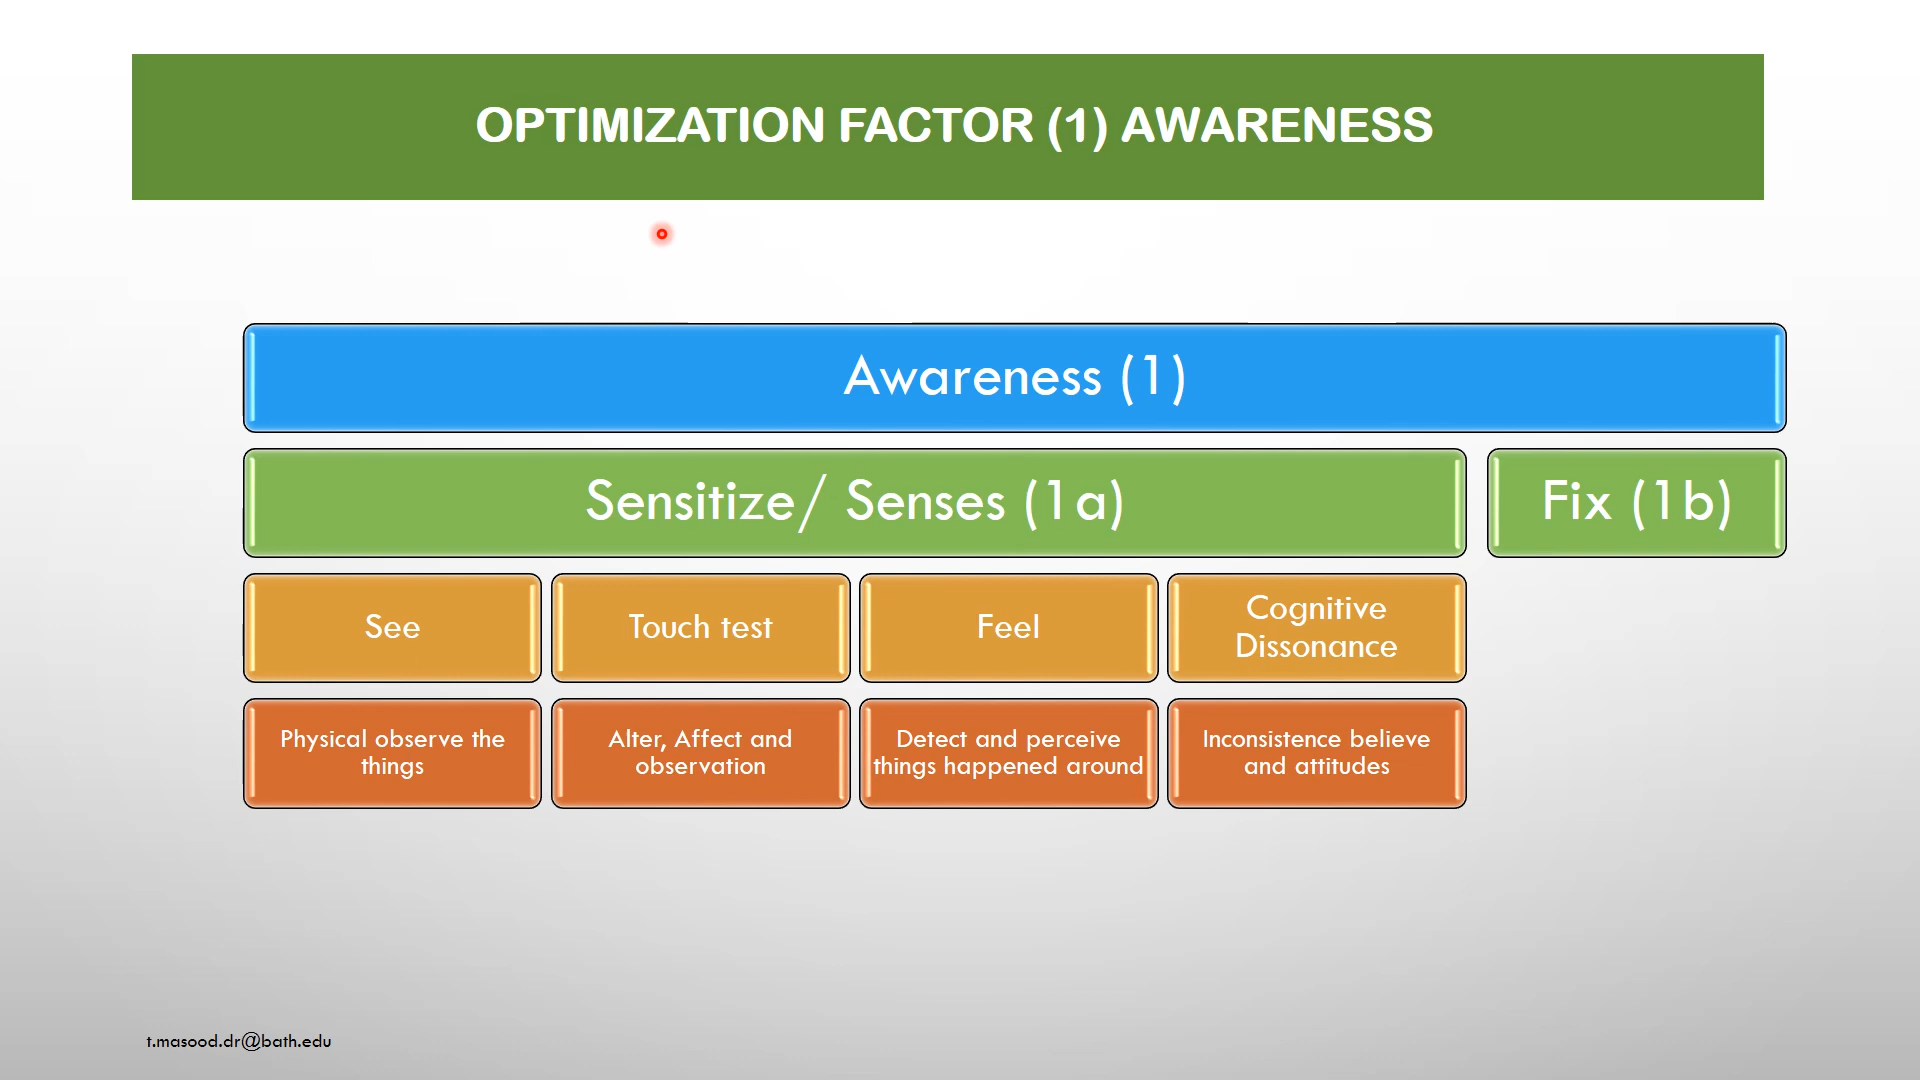 OPTIMIZATION FACTOR (1) AWARENESS
Awareness (1)
Sensitize/ Senses (1a)
Fix (1b)
See
Touch test
Feel
Cognitive
Dissonance
Physical observe the
things
Alter, Affect and
observation
Detect and perceive
things happened around
Inconsistence believe
and attitudes
t.masood.dr@bath.edu